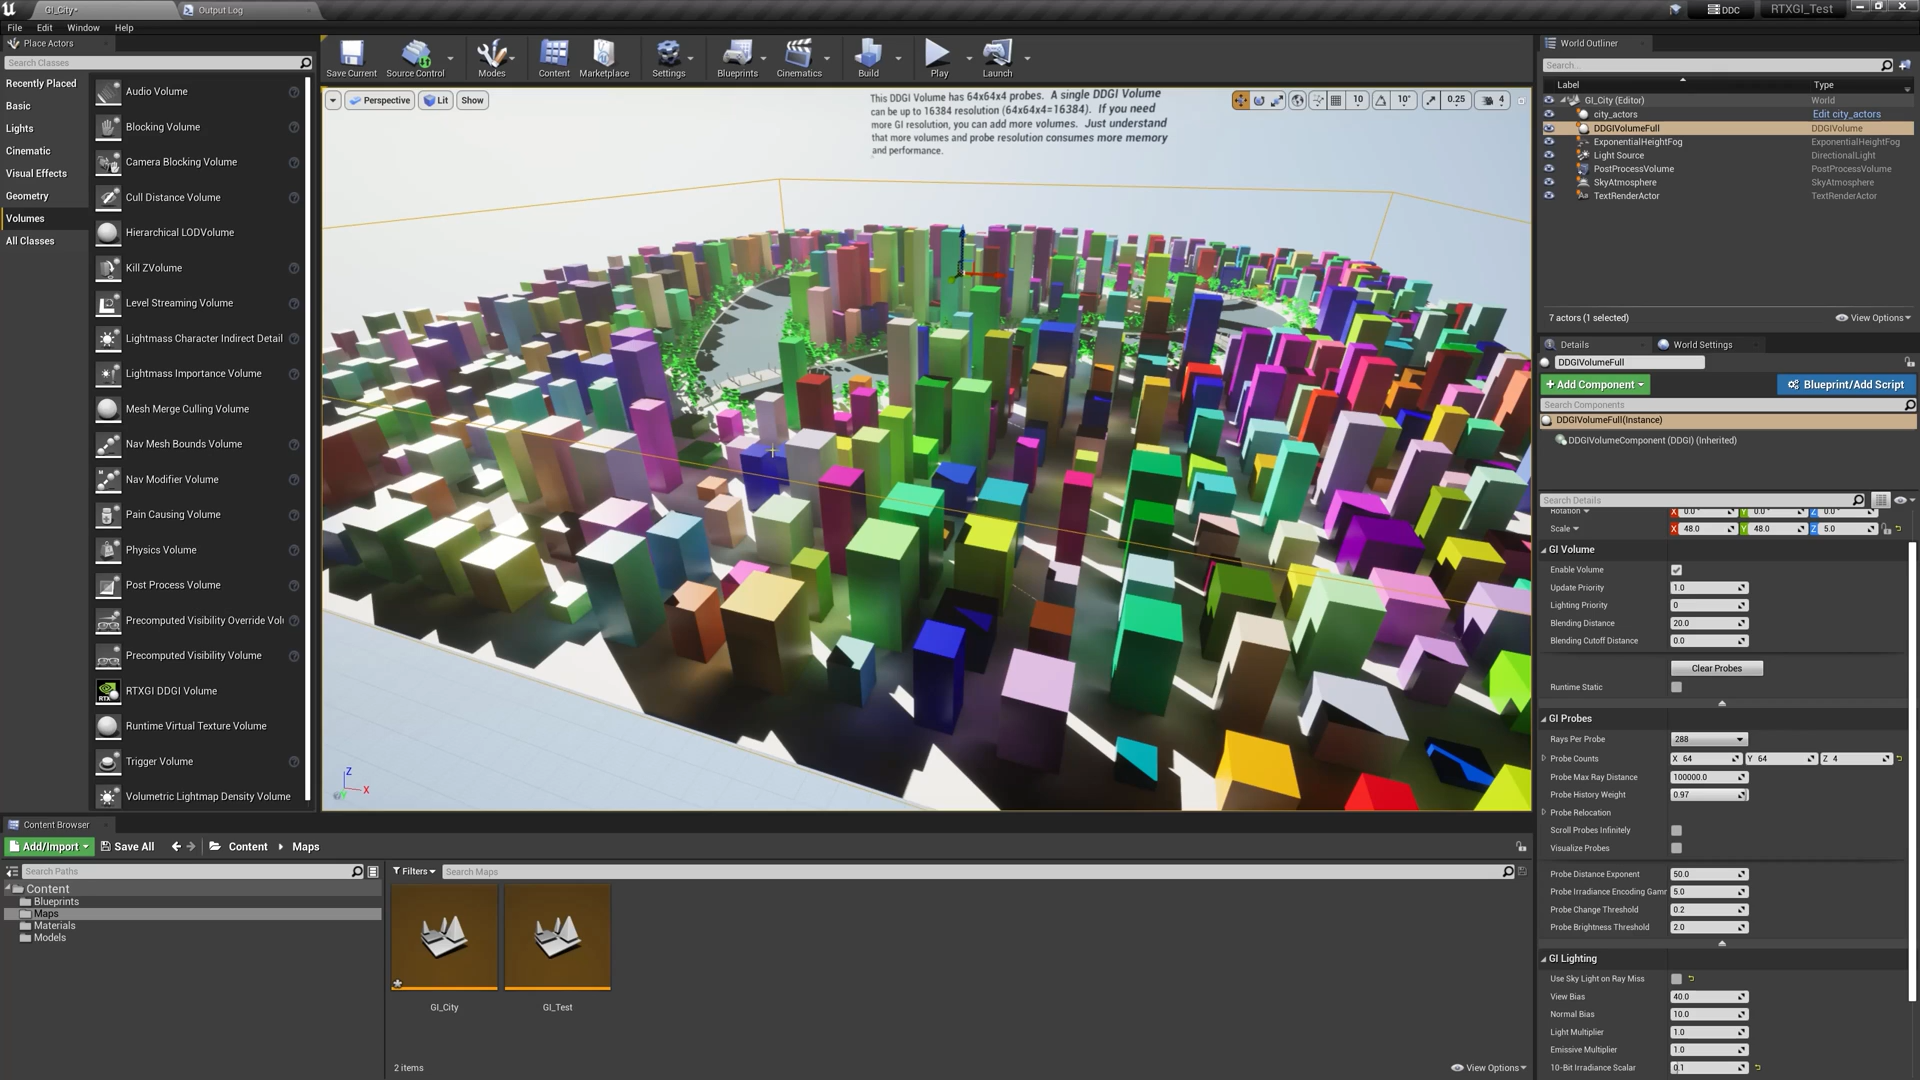 GI_City•
Output Log
DDC
RTXGI_Test
File Edit Window Help
Place Actors
Search Classes
Recently Placed
Basic
Lights
Cinematic
Visual Effects
Geometry
Volumes
All Classes
Audio Volume
Blocking Volume
Camera Blocking Volume
Cull Distance Volume
Hierarchical LODVolume
Kill ZVolume
Level Streaming Volume
Lightmass Character Indirect Detail
Lightmass Importance Volume
Mesh Merge Culling Volume
Nav Mesh Bounds Volume
Nav Modifier Volume
Pain Causing Volume
Physics Volume
Post Process Volume
Precomputed Visibility Override Volu
Precomputed Visibility Volume
RTXGI DDGI Volume
Runtime Virtual Texture Volume
Trigger Volume
Volumetric Lightmap Density Volume
Save Current
Source Control
Modes
Content
Marketplace
Settings
Blueprints
Cinematics
Build
Play
Launch
Perspective
Lit
Show
10
10°
0.25
4
This DDGI Volume has 64x64x4 probes. A single DDGI Volume
can be up to 16384 resolution (64x64x4=16384). If you need
more GI resolution, you can add more volumes. Just understand
that more volumes and probe resolution consumes more memory
and performance.
Z
X
World Outliner
Search...
Label Type
GI_City (Editor) World
city_actors Edit city_actors
DDGIVolumeFull DDGIVolume
ExponentialHeightFog ExponentialHeightFog
Light Source DirectionalLight
PostProcessVolume PostProcessVolume
SkyAtmosphere SkyAtmosphere
TextRenderActor TextRenderActor
7 actors (1 selected)
View Options
Details
World Settings
DDGIVolumeFull
+ Add Component
Blueprint/Add Script
Search Components
DDGIVolumeFull(Instance)
DDGIVolumeComponent (DDGI) (Inherited)
Search Details
Rotation X 0.0° Y 0.0° Z 0.0°
Scale X 48.0 Y 48.0 Z 5.0
GI Volume
Enable Volume
Update Priority 1.0
Lighting Priority 0
Blending Distance 20.0
Blending Cutoff Distance 0.0
Clear Probes
Runtime Static
GI Probes
Rays Per Probe 288
Probe Counts X 64 Y 64 Z 4
Probe Max Ray Distance 100000.0
Probe History Weight 0.97
Probe Relocation
Scroll Probes Infinitely
Visualize Probes
Probe Distance Exponent 50.0
Probe Irradiance Encoding Gamm 5.0
Probe Change Threshold 0.2
Probe Brightness Threshold 2.0
GI Lighting
Use Sky Light on Ray Miss
View Bias 40.0
Normal Bias 10.0
Light Multiplier 1.0
Emissive Multiplier 1.0
10-Bit Irradiance Scalar 0.1
Content Browser
Add/Import
Save All
Content
Maps
Search Paths
Content
Blueprints
Maps
Materials
Models
Filters
Search Maps
GI_City
GI_Test
2 items
View Options